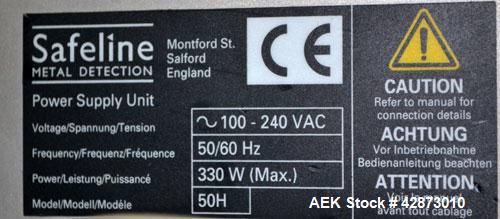 Safeline
METAL DETECTION
Montford St.
Salford
England
CE
Power Supply Unit
Voltage/Spannung/Tension ~ 100 - 240 VAC
Frequency/Frequenz/Fréquence 50/60 Hz
Power/Leistung/Puissancé 330 W (Max.)
Model/Modell/Modéle 50H
CAUTION
Refer to manual for
connection details
ACHTUNG
Vor Inbetriebnahme
Bedienanleitung beachten
ATTENTION
avant tout cablage
AEK Stock #42873010